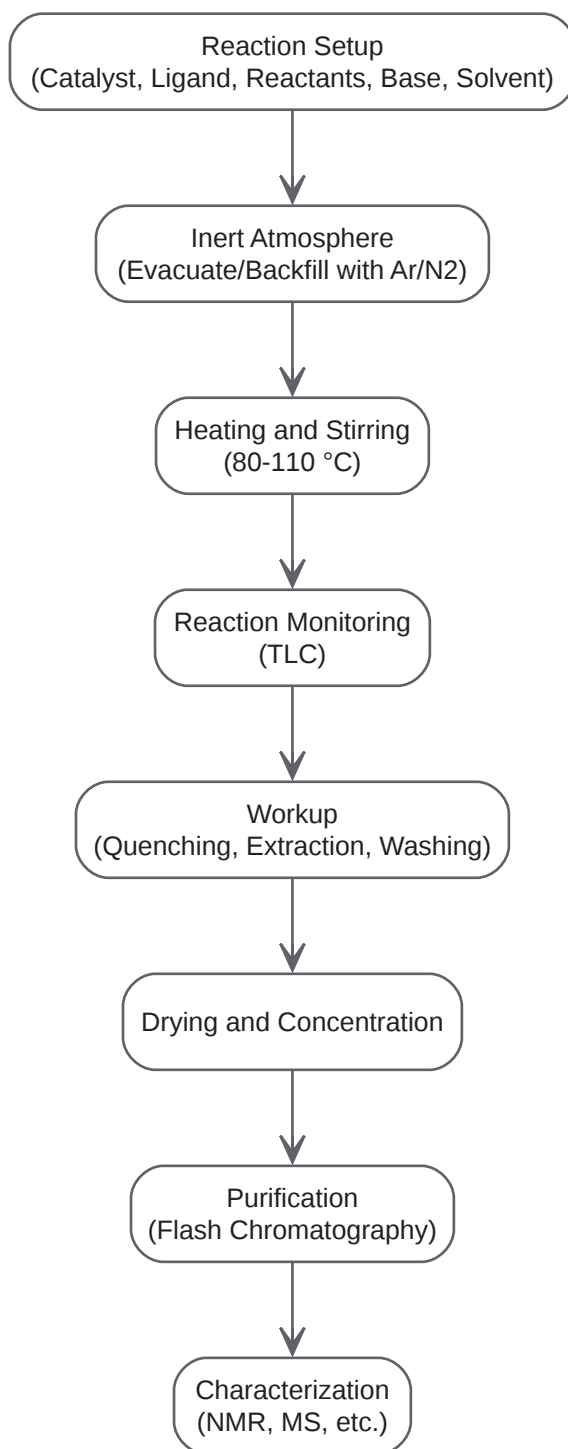 Reaction Setup
(Catalyst, Ligand, Reactants, Base, Solvent)
Inert Atmosphere
(Evacuate/Backfill with Ar/N2)
Heating and Stirring
(80-110 °C)
Reaction Monitoring
(TLC)
Workup
(Quenching, Extraction, Washing)
Drying and Concentration
Purification
(Flash Chromatography)
Characterization
(NMR, MS, etc.)